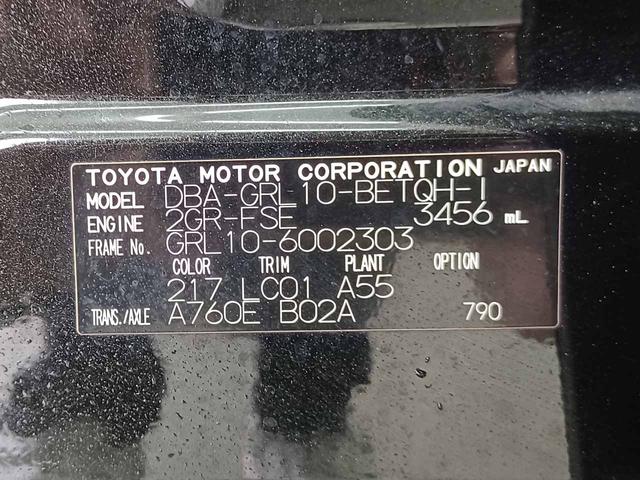 TOYOTA MOTOR CORPORATION JAPAN
MODEL DBA-GRL10-BETQH-I
ENGINE 2GR-FSE 3456 mL
FRAME No. GRL10-6002303
COLOR TRIM PLANT OPTION
217 LC01 A55
TRANS./AXLE A760E B02A 790